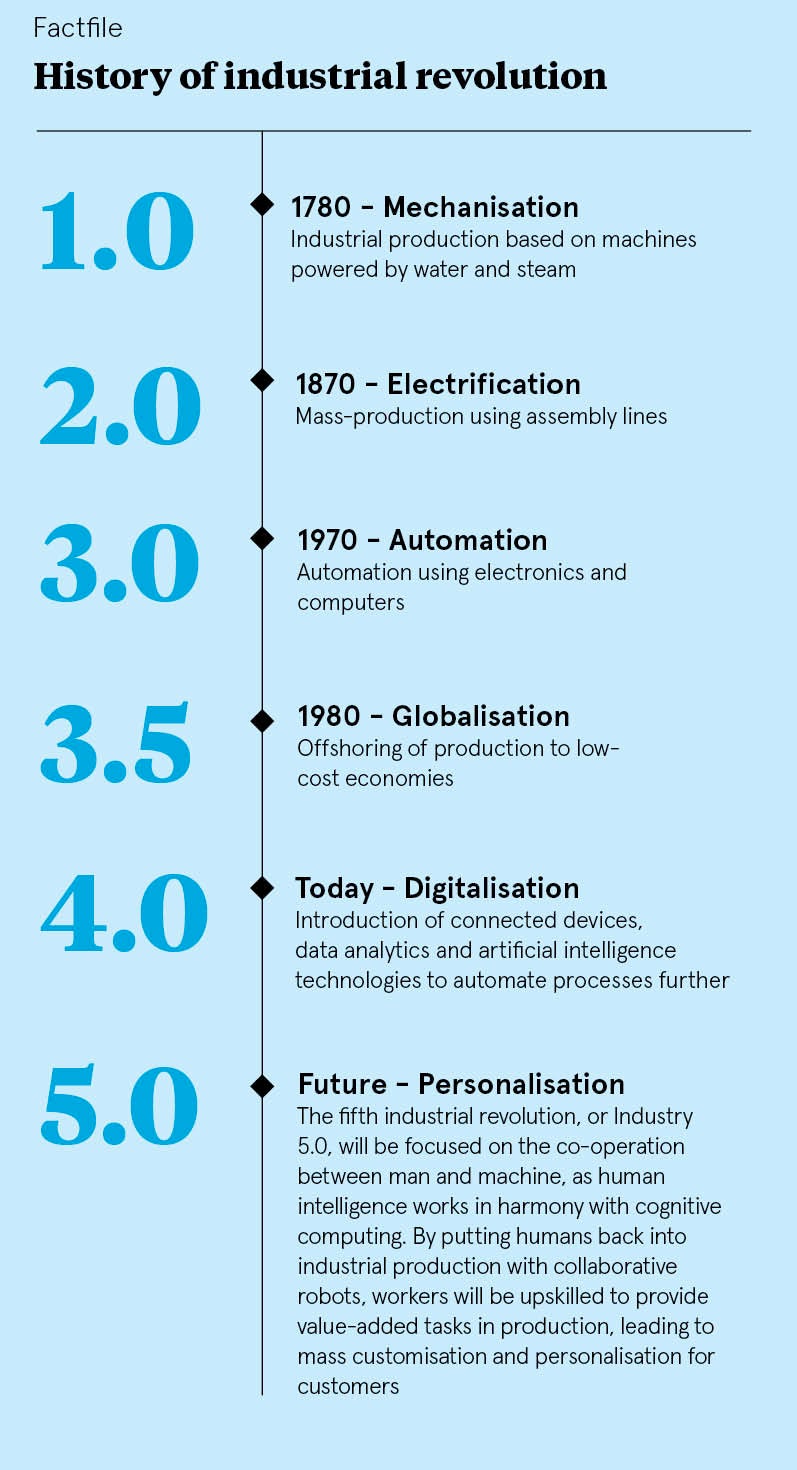 Factfile
History of industrial revolution
1.0
1780 – Mechanisation
Industrial production based on machines
powered by water and steam
2.0
1870 – Electrification
Mass-production using assembly lines
3.0
1970 – Automation
Automation using electronics and
computers
3.5
1980 – Globalisation
Offshoring of production to low-
cost economies
4.0
Today – Digitalisation
Introduction of connected devices,
data analytics and artificial intelligence
technologies to automate processes further
5.0
Future – Personalisation
The fifth industrial revolution, or Industry
5.0, will be focused on the co-operation
between man and machine, as human
intelligence works in harmony with cognitive
computing. By putting humans back into
industrial production with collaborative
robots, workers will be upskilled to provide
value-added tasks in production, leading to
mass customisation and personalisation for
customers